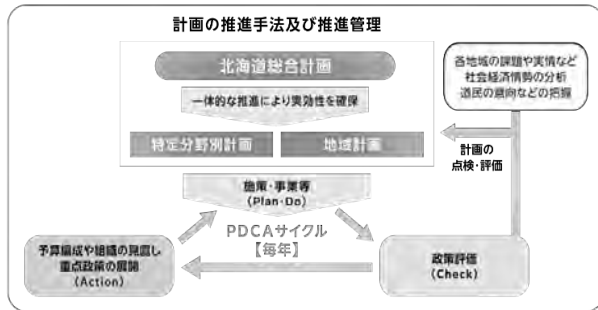 計画の推進手法及び推進管理
北海道総合計画
一体的な推進により実効性を確保
特定分野別計画
地域計画
各地域の課題や実情など
社会経済情勢の分析
道民の意向などの把握
計画の
点検・評価
施策・事業等
(Plan・Do)
PDCAサイクル
【毎年】
予算編成や組織の見直し
重点政策の展開
(Action)
政策評価
(Check)